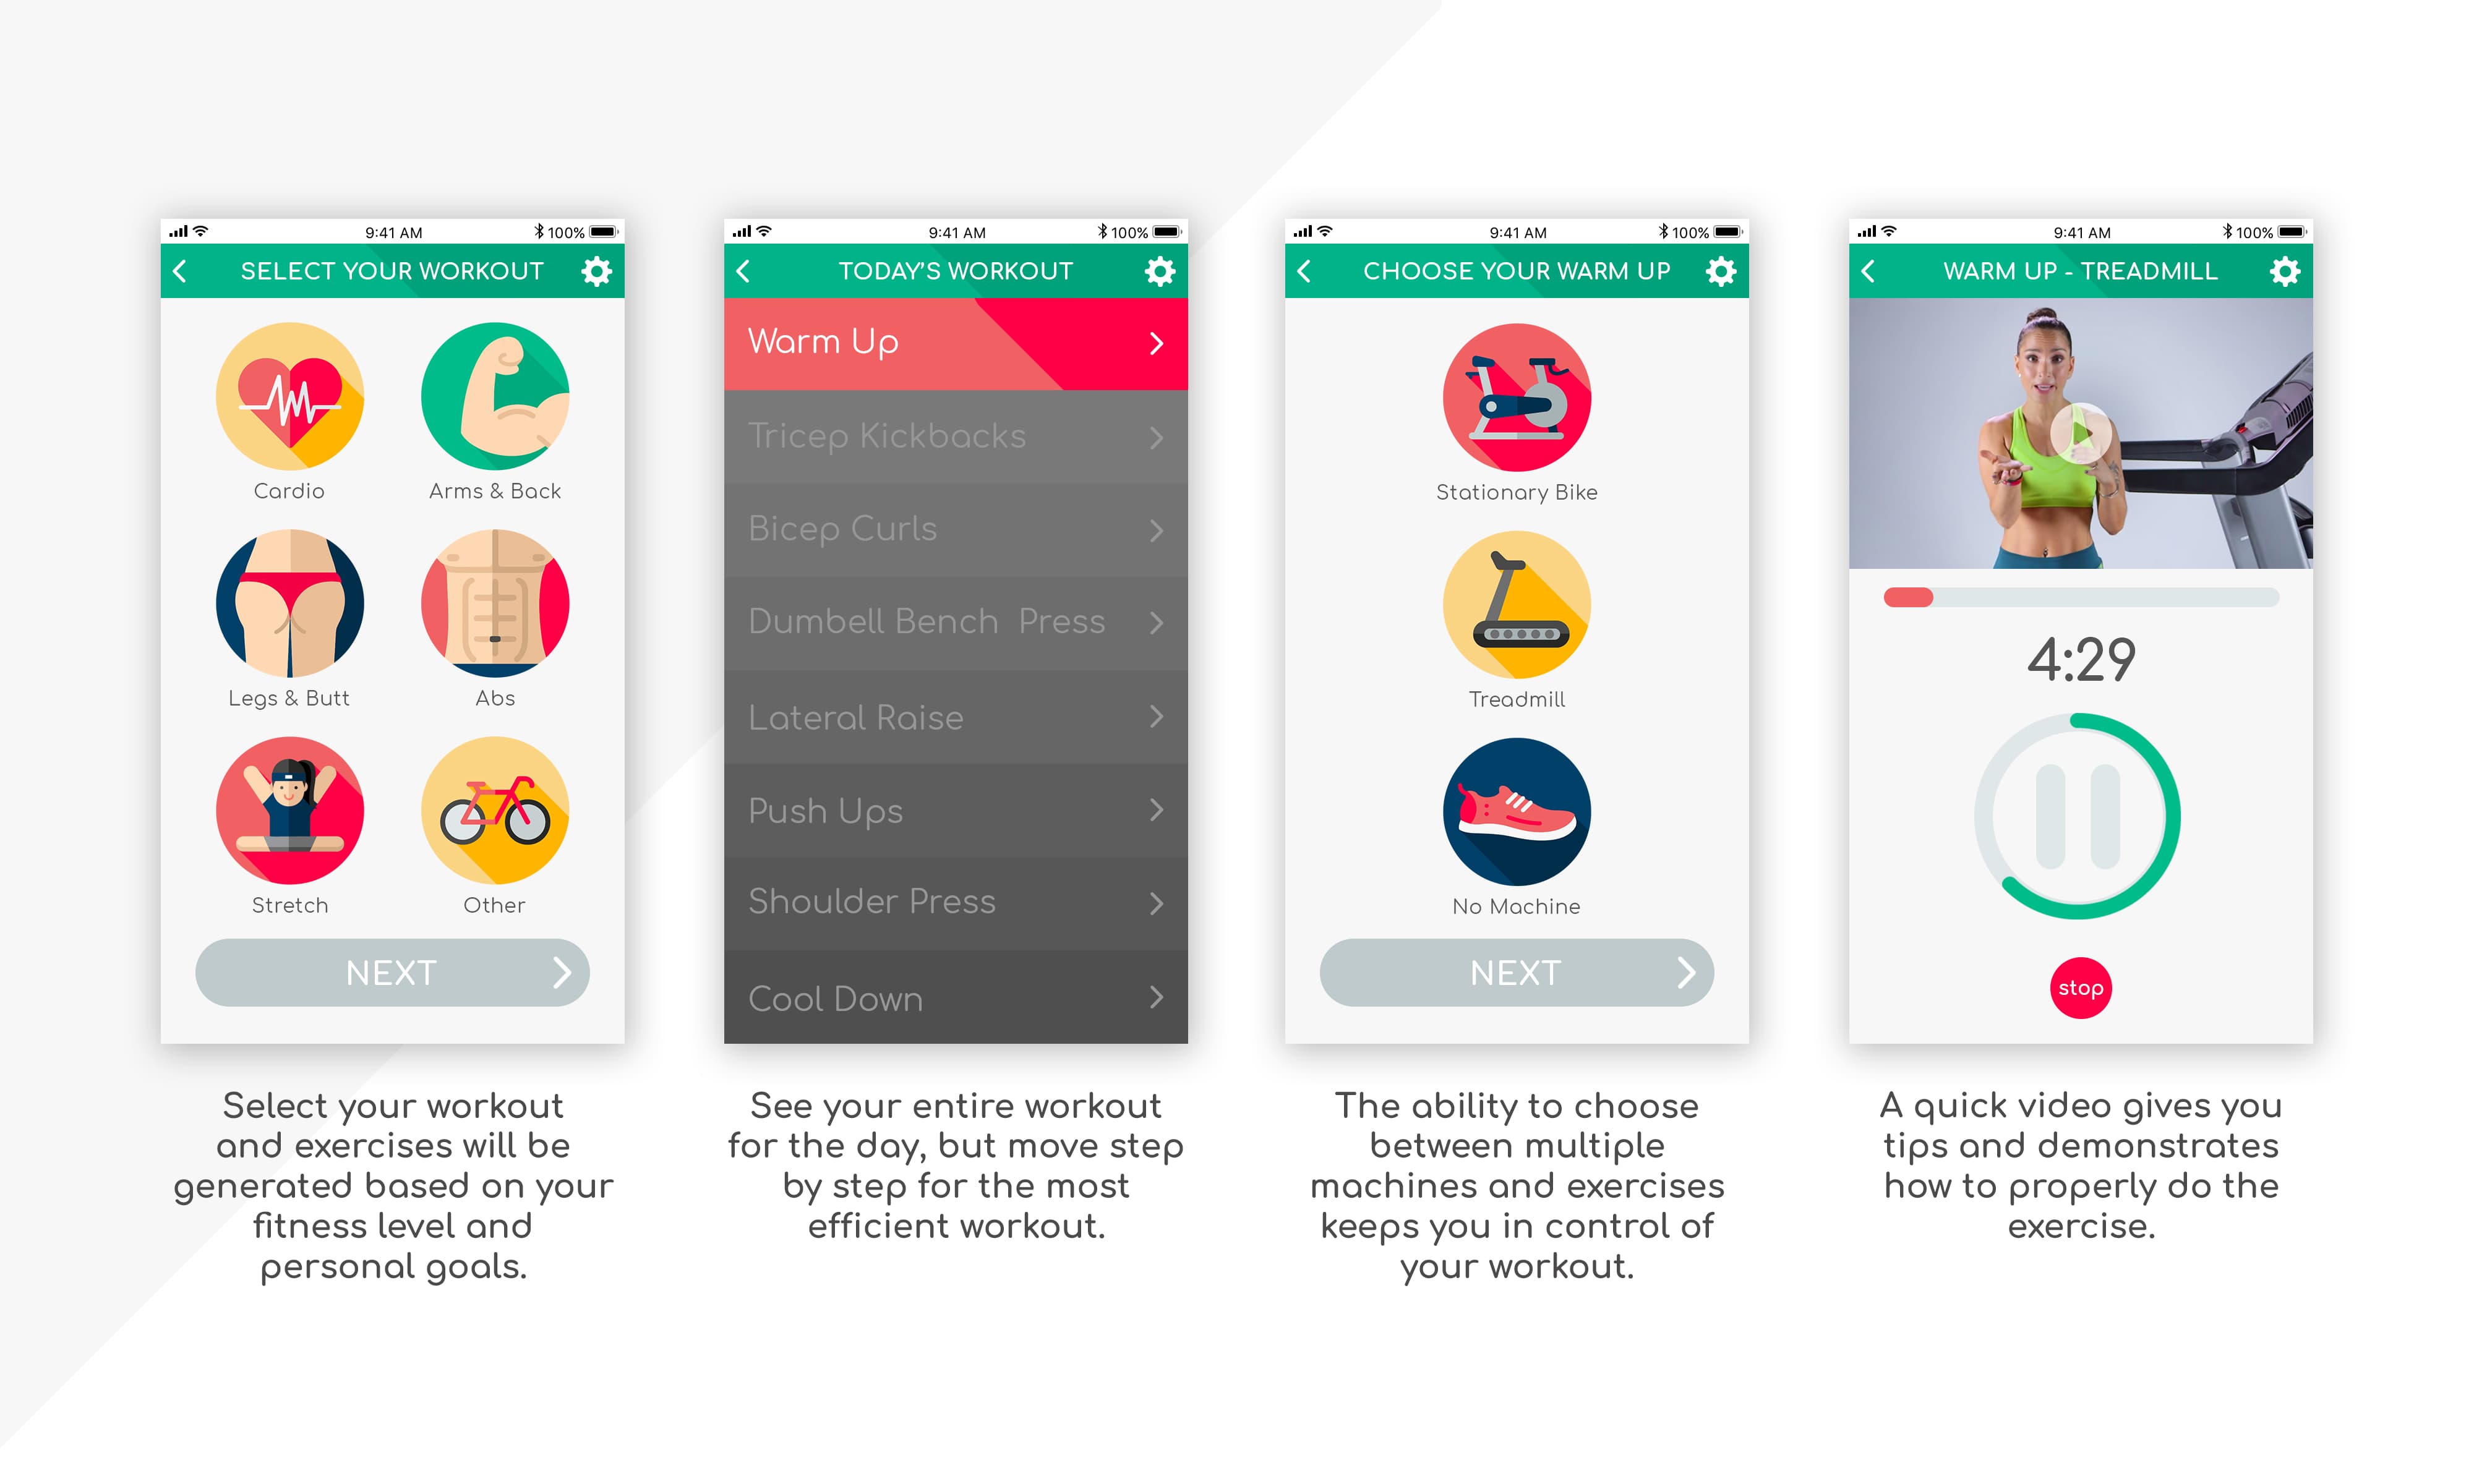 9:41 AM
100%
SELECT YOUR WORKOUT
Cardio
Arms & Back
Legs & Butt
Abs
Stretch
Other
NEXT
Select your workout
and exercises will be
generated based on your
fitness level and
personal goals.
9:41 AM
100%
TODAY'S WORKOUT
Warm Up
Tricep Kickbacks
Bicep Curls
Dumbell Bench Press
Lateral Raise
Push Ups
Shoulder Press
Cool Down
See your entire workout
for the day, but move step
by step for the most
efficient workout.
9:41 AM
100%
CHOOSE YOUR WARM UP
Stationary Bike
Treadmill
No Machine
NEXT
The ability to choose
between multiple
machines and exercises
keeps you in control of
your workout.
9:41 AM
100%
WARM UP - TREADMILL
4:29
stop
A quick video gives you
tips and demonstrates
how to properly do the
exercise.